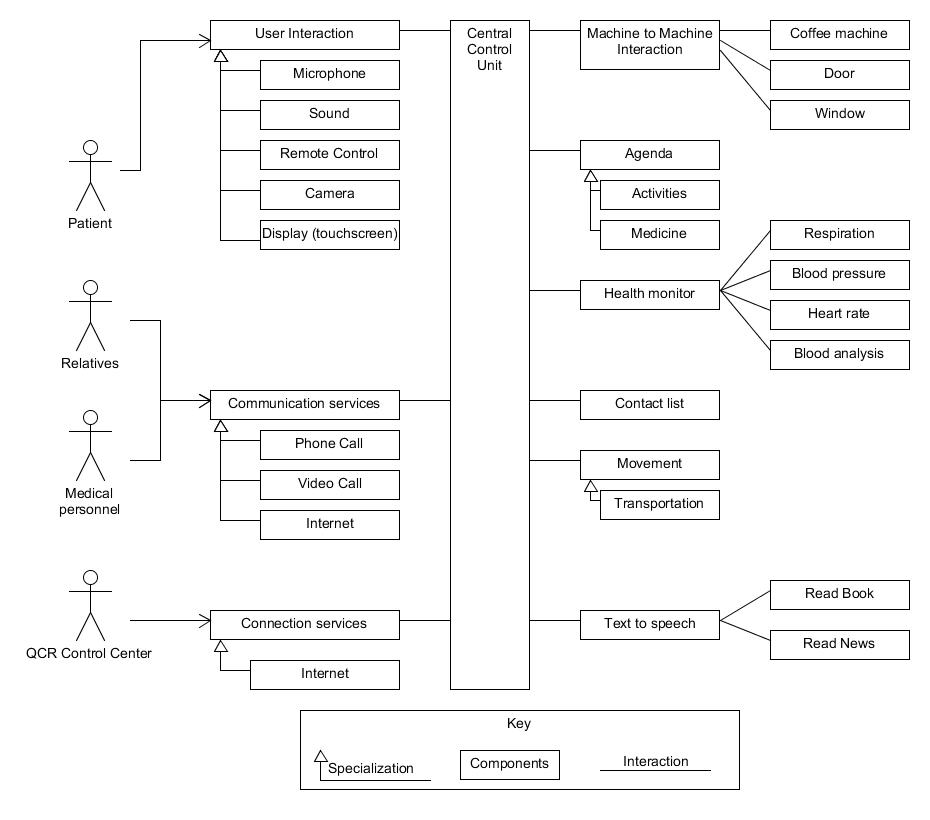 User Interaction
Microphone
Sound
Remote Control
Camera
Display (touchscreen)
Patient
Relatives
Medical
personnel
Communication services
Phone Call
Video Call
Internet
QCR Control Center
Connection services
Internet
Central
Control
Unit
Machine to Machine
Interaction
Coffee machine
Door
Window
Agenda
Activities
Medicine
Health monitor
Respiration
Blood pressure
Heart rate
Blood analysis
Contact list
Movement
Transportation
Text to speech
Read Book
Read News
Key
Specialization
Components
Interaction